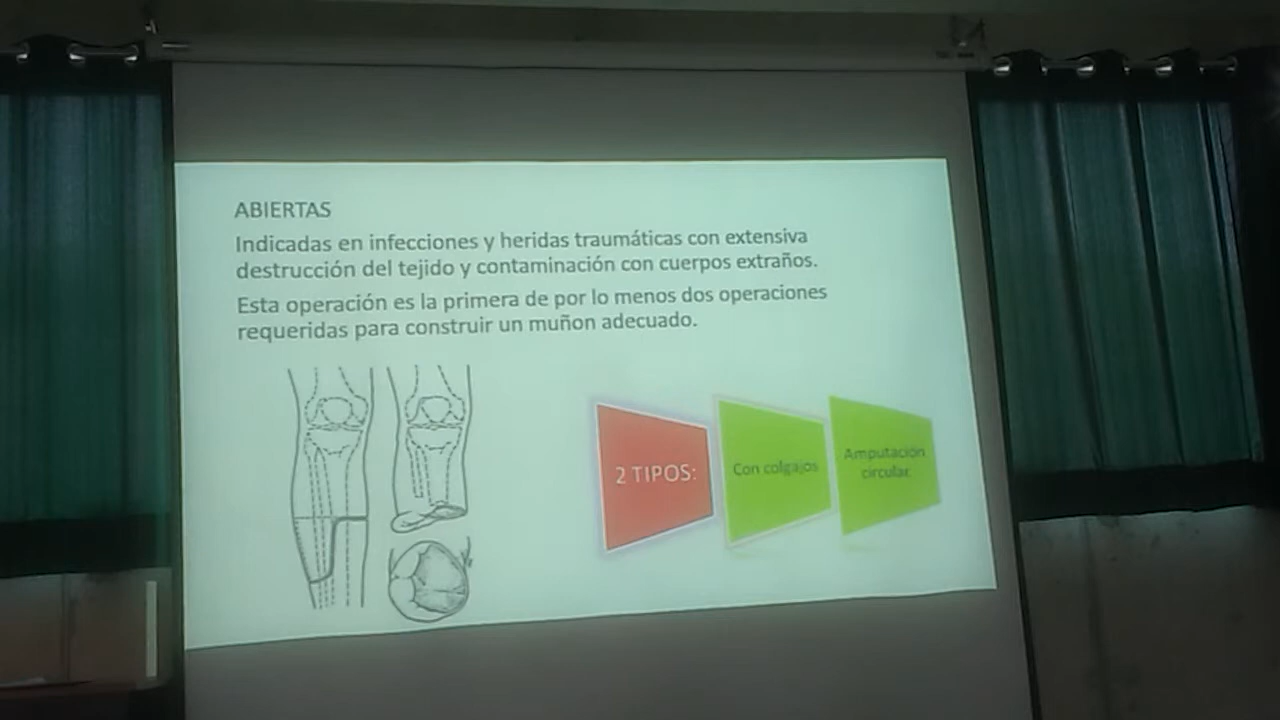 ABIERTAS
Indicadas en infecciones y heridas traumáticas con extensiva
destrucción del tejido y contaminación con cuerpos extraños.
Esta operación es la primera de por lo menos dos operaciones
requeridas para construir un muñon adecuado.
2 TIPOS:
Con colgajos
Amputación
circular.